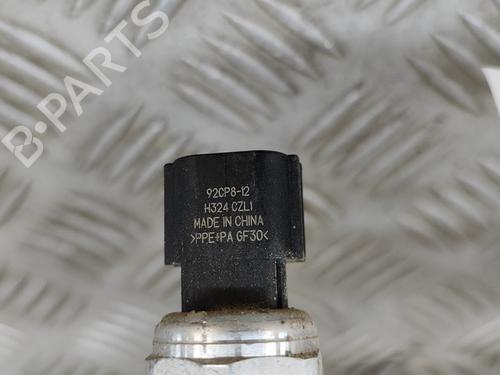 B-PARTS
92CP8-12
H324 CZL1
MADE IN CHINA
>PPE+PA GF30<